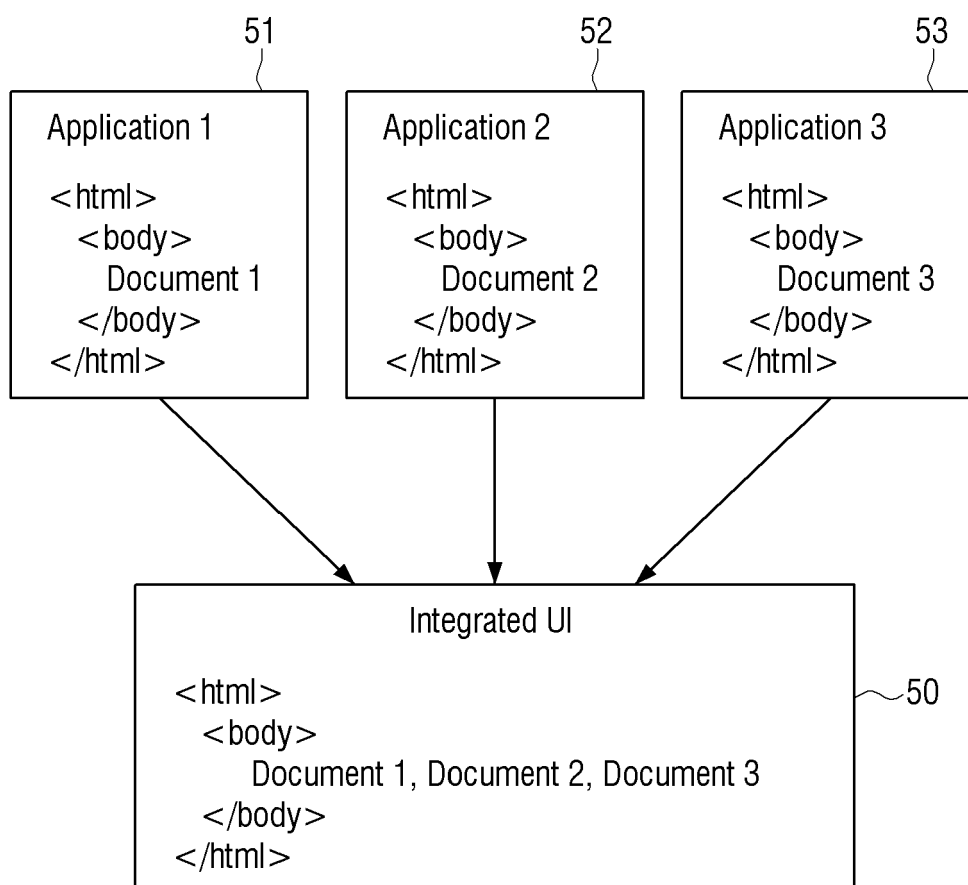 51
52
53
Application 1
<html>
<body>
Document 1
</body>
</html>
Application 2
<html>
<body>
Document 2
</body>
</html>
Application 3
<html>
<body>
Document 3
</body>
</html>
Integrated UI
50
<html>
<body>
Document 1, Document 2, Document 3
</body>
</html>